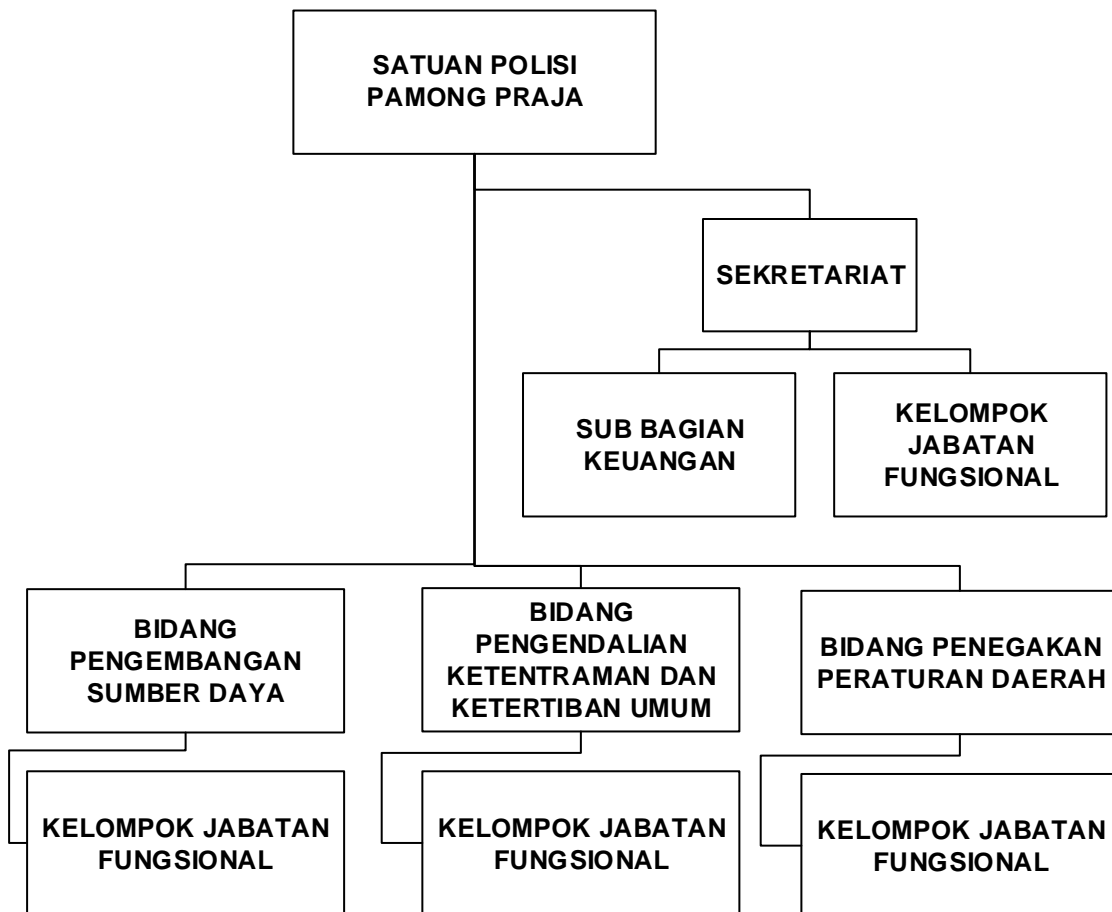 SATUAN POLISI
PAMONG PRAJA
SEKRETARIAT
SUB BAGIAN
KEUANGAN
KELOMPOK
JABATAN
FUNGSIONAL
BIDANG
PENGEMBANGAN
SUMBER DAYA
BIDANG
PENGENDALIAN
KETENTRAMAN DAN
KETERTIBAN UMUM
BIDANG PENEGAKAN
PERATURAN DAERAH
KELOMPOK JABATAN
FUNGSIONAL
KELOMPOK JABATAN
FUNGSIONAL
KELOMPOK JABATAN
FUNGSIONAL